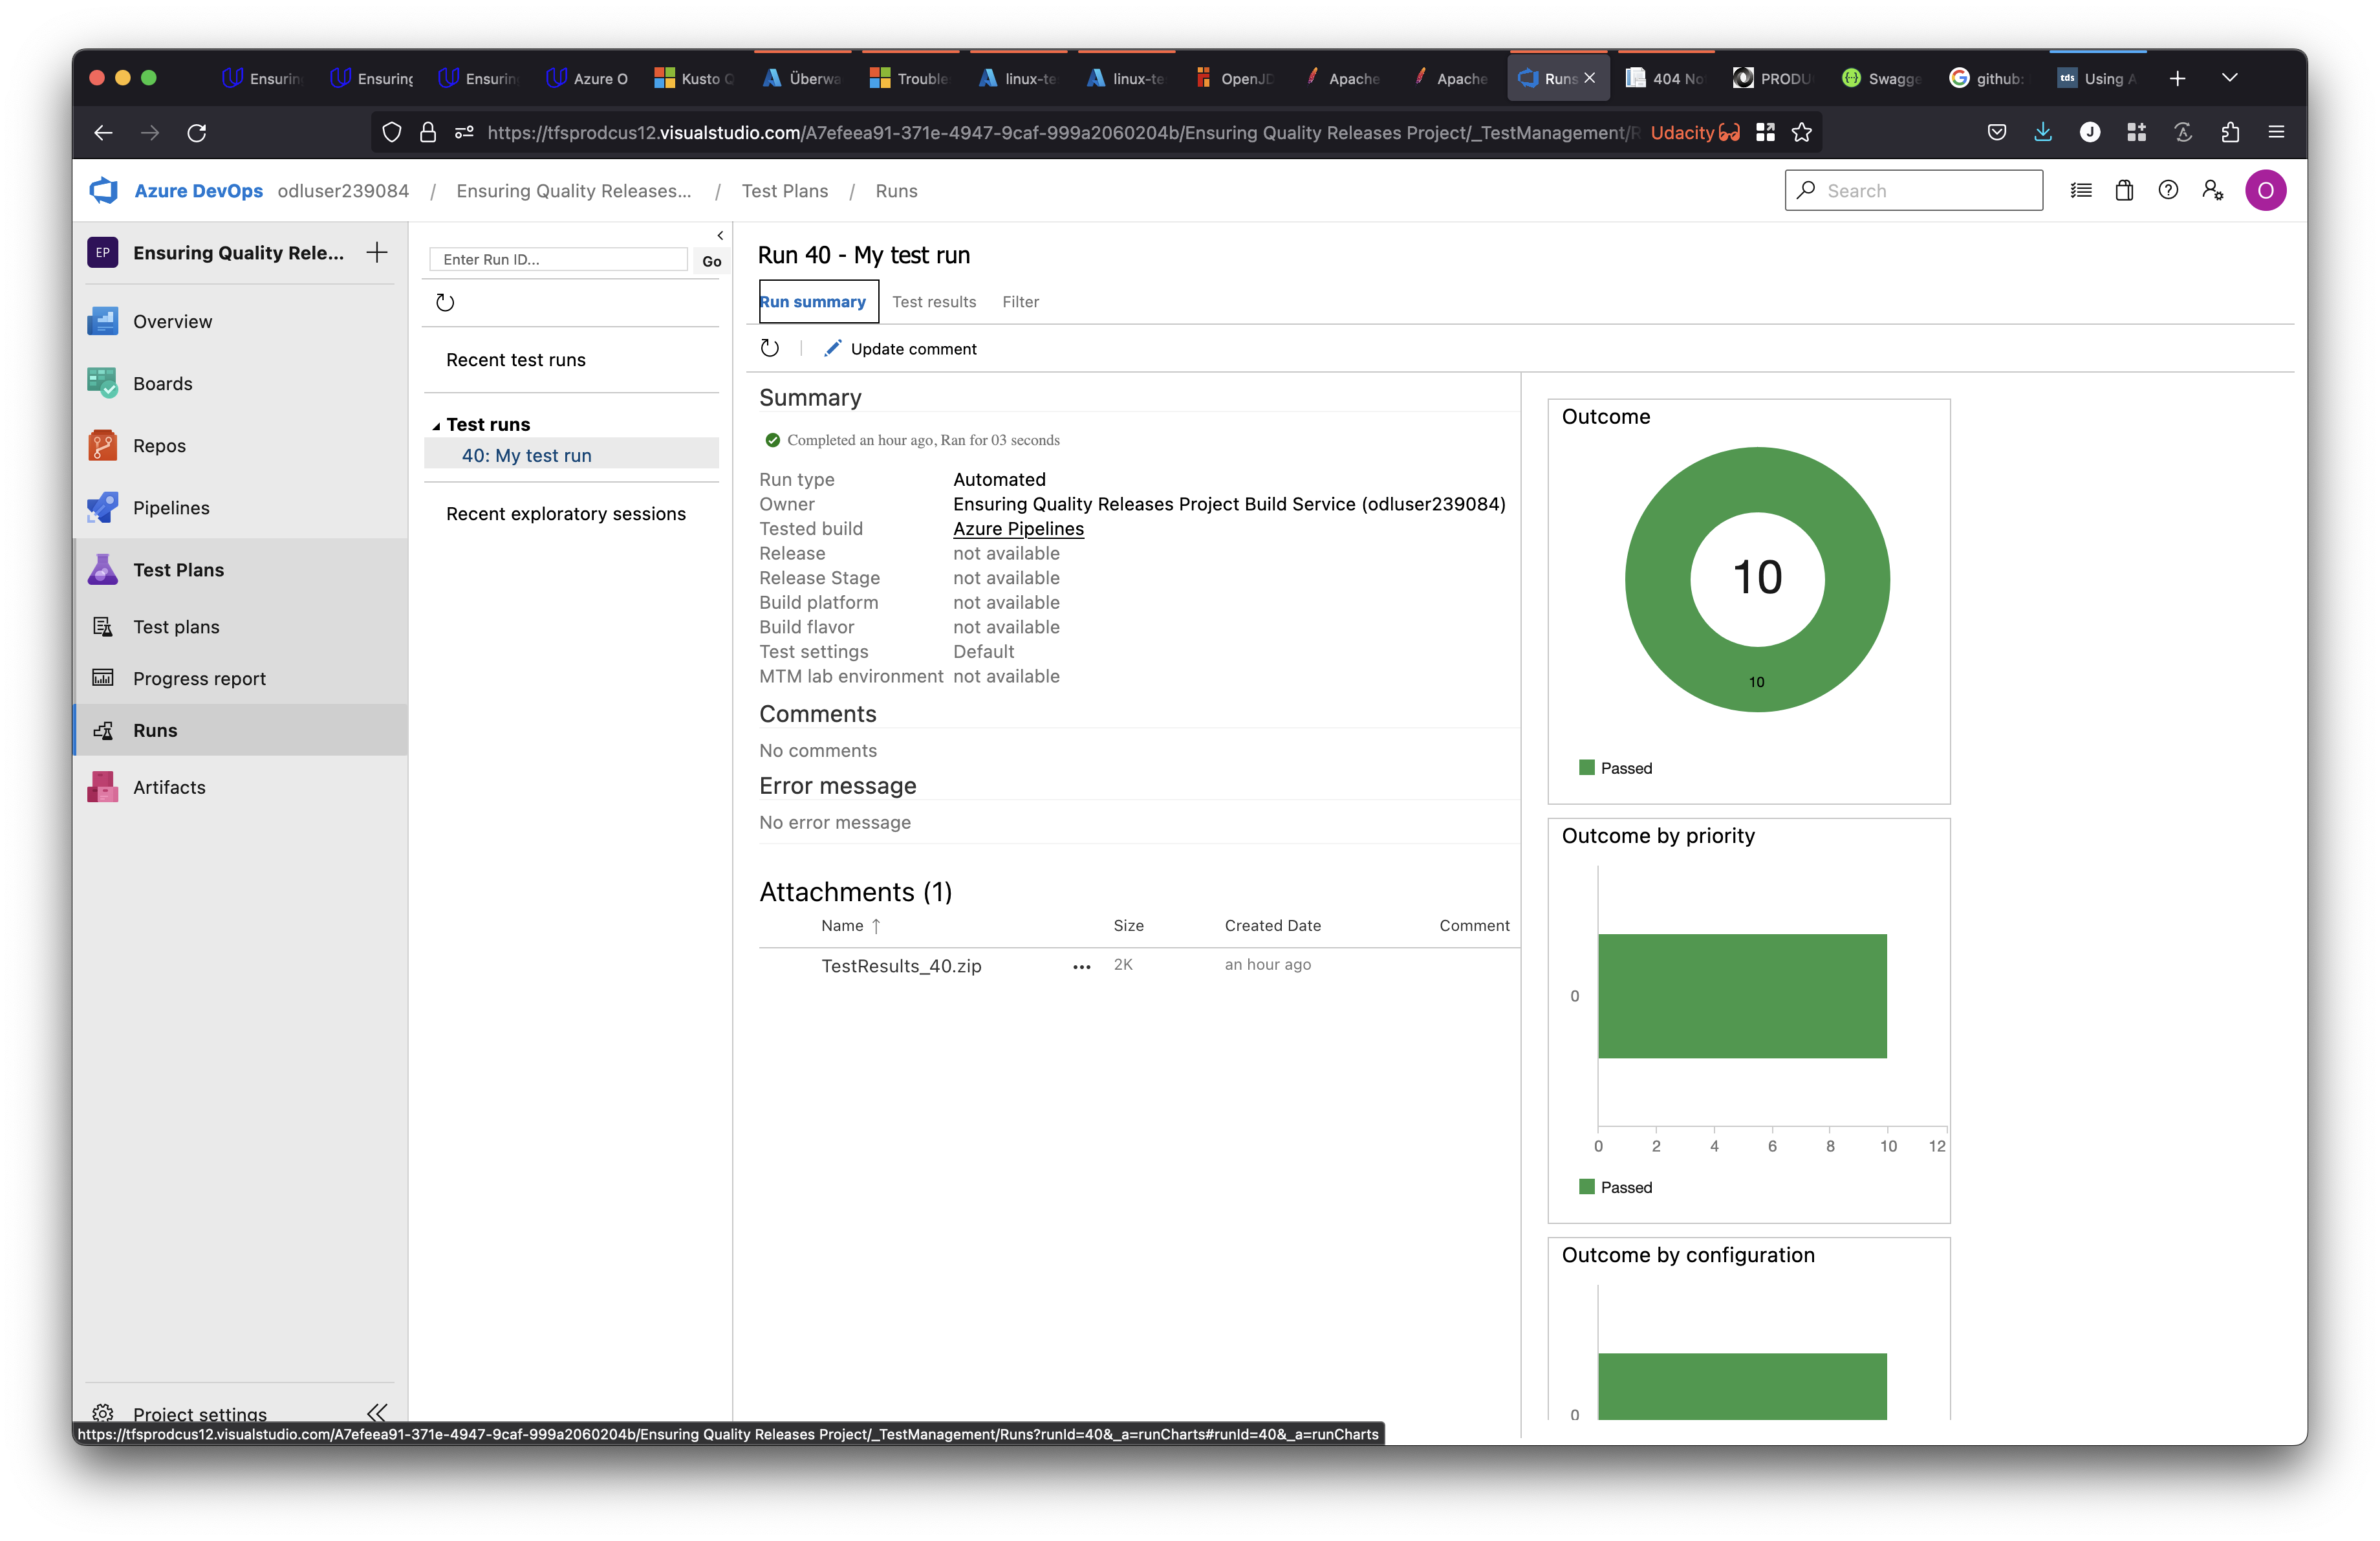 Ensuring Ensuring Ensuring Azure O Kusto Q Überwa Trouble linux-te linux-te OpenJD Apache Apache Runs 404 No PRODU Swagge github: tds Using A
https://tfsprodcus12.visualstudio.com/A7efeea91-371e-4947-9caf-999a2060204b/Ensuring Quality Releases Project/_TestManagement/R Udacity J
Azure DevOps odluser239084 / Ensuring Quality Releases... / Test Plans / Runs Search O
EP Ensuring Quality Rele...
Overview
Boards
Repos
Pipelines
Test Plans
Test plans
Progress report
Runs
Artifacts
Project settings
Enter Run ID... Go
Recent test runs
Test runs
40: My test run
Recent exploratory sessions
Run 40 - My test run
Run summary Test results Filter
Update comment
Summary
Completed an hour ago, Ran for 03 seconds
Run type Automated
Owner Ensuring Quality Releases Project Build Service (odluser239084)
Tested build Azure Pipelines
Release not available
Release Stage not available
Build platform not available
Build flavor not available
Test settings Default
MTM lab environment not available
Comments
No comments
Error message
No error message
Attachments (1)
Name ↑ Size Created Date Comment
TestResults_40.zip ... 2K an hour ago
Outcome
10
10
Passed
Outcome by priority
0
0 2 4 6 8 10 12
Passed
Outcome by configuration
0
https://tfsprodcus12.visualstudio.com/A7efeea91-371e-4947-9caf-999a2060204b/Ensuring Quality Releases Project/_TestManagement/Runs?runId=40&_a=runCharts#runId=40&_a=runCharts